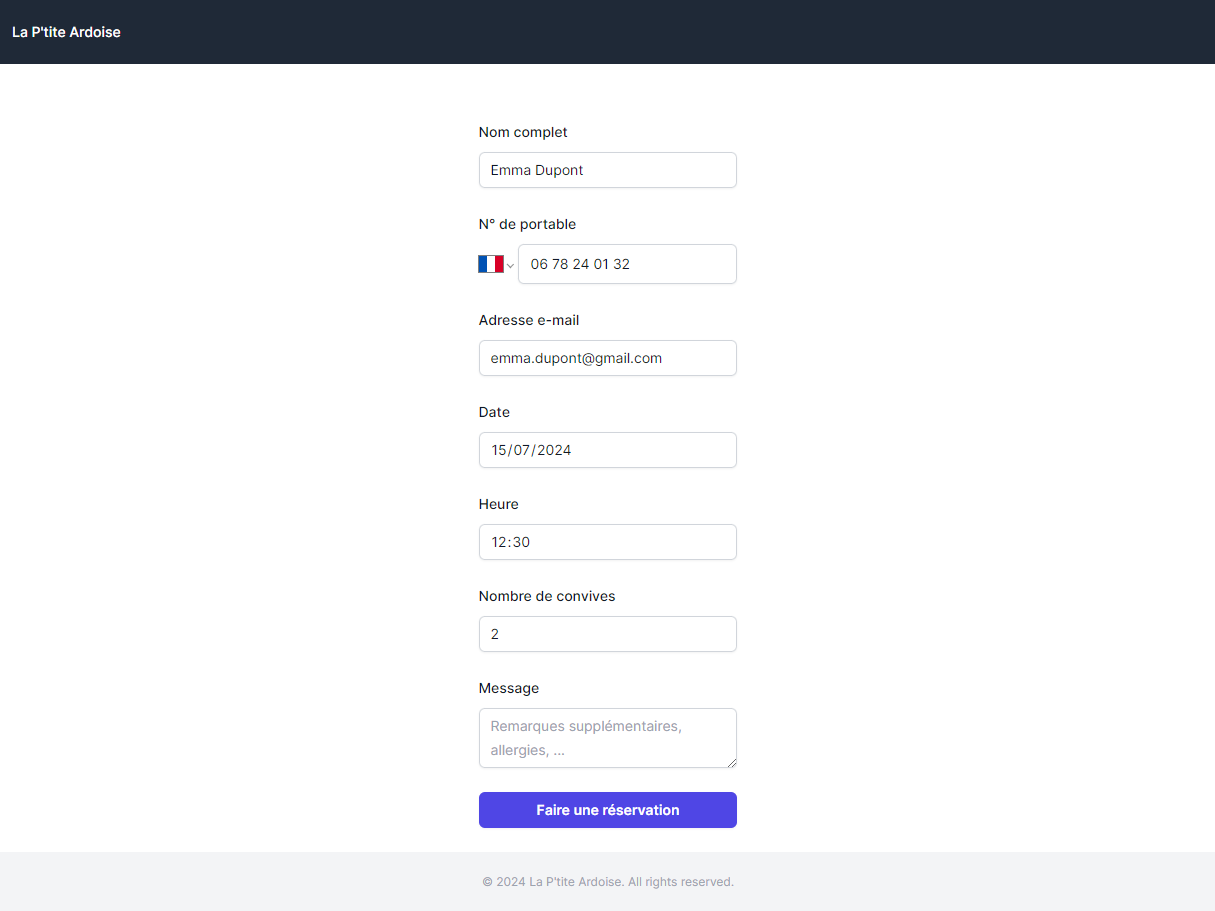 La P'tite Ardoise
Nom complet
Emma Dupont
N° de portable
06 78 24 01 32
Adresse e-mail
emma.dupont@gmail.com
Date
15/07/2024
Heure
12:30
Nombre de convives
2
Message
Remarques supplémentaires,
allergies, ...
Faire une réservation
© 2024 La P'tite Ardoise. All rights reserved.